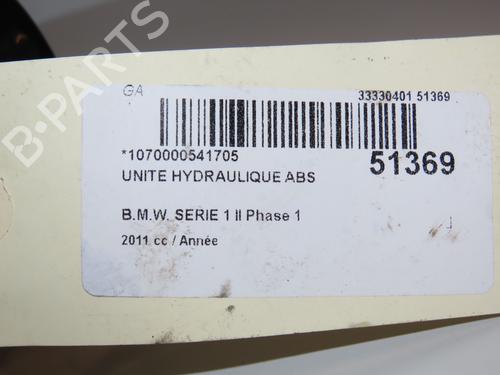 GA
33330401 51369
*1070000541705
51369
UNITE HYDRAULIQUE ABS
B.M.W. SERIE 1 II Phase 1
2011 cc / Année
B-PARTS